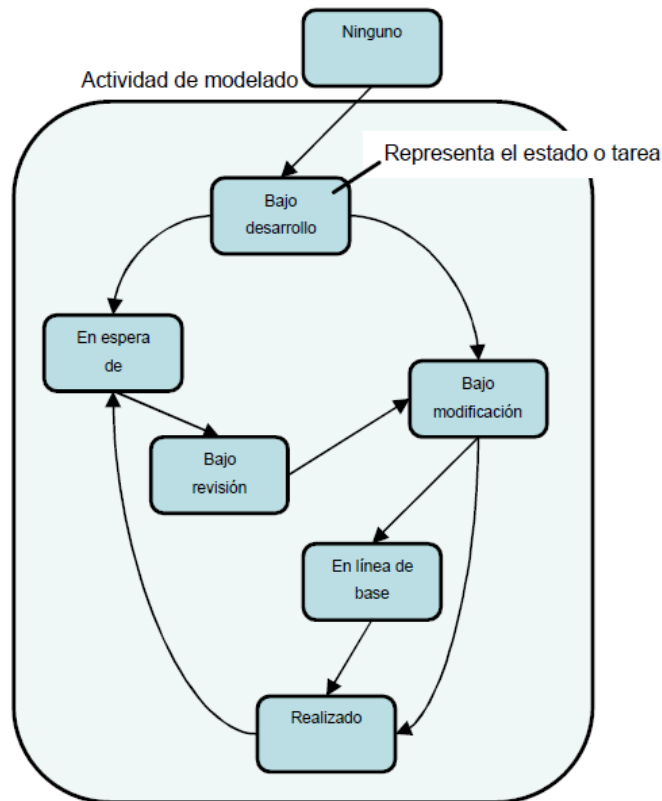 Ninguno
Actividad de modelado
Representa el estado o tarea
Bajo
desarrollo
En espera
de
Bajo
modificación
Bajo
revisión
En línea de
base
Realizado